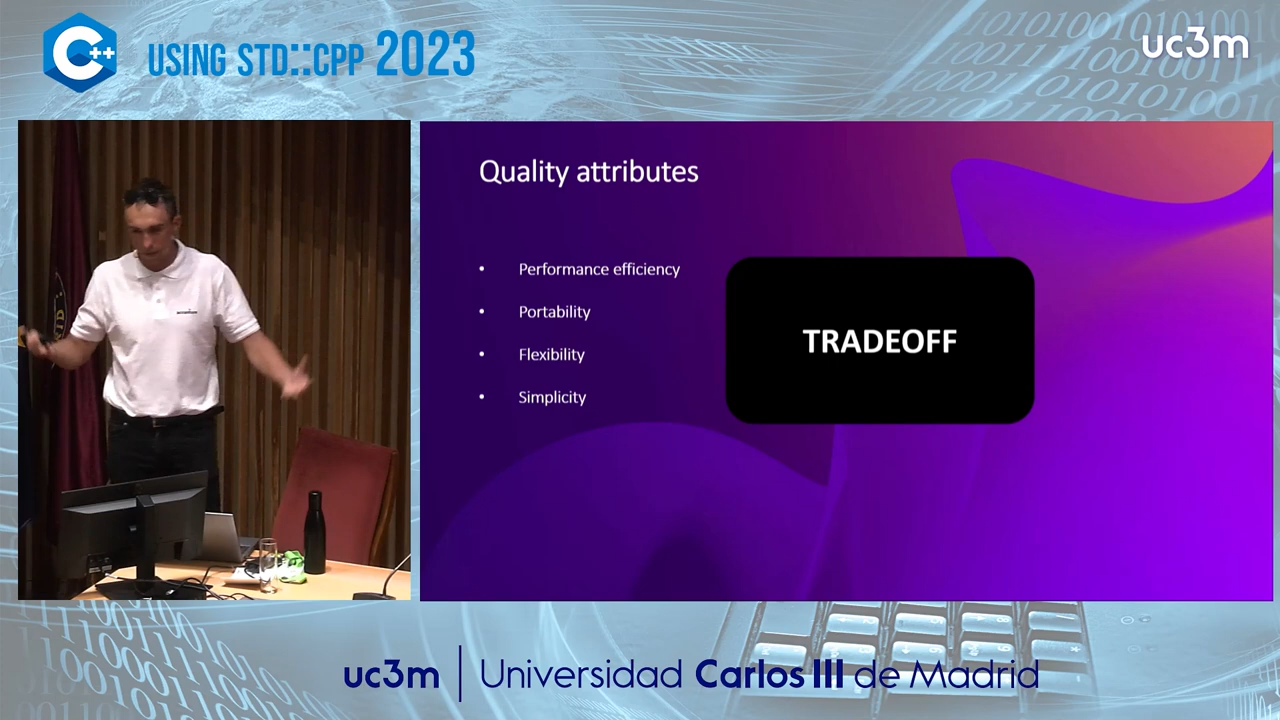 C++
USING STD::CPP 2023
uc3m
Quality attributes
• Performance efficiency
• Portability
• Flexibility
• Simplicity
TRADEOFF
uc3m | Universidad Carlos III de Madrid